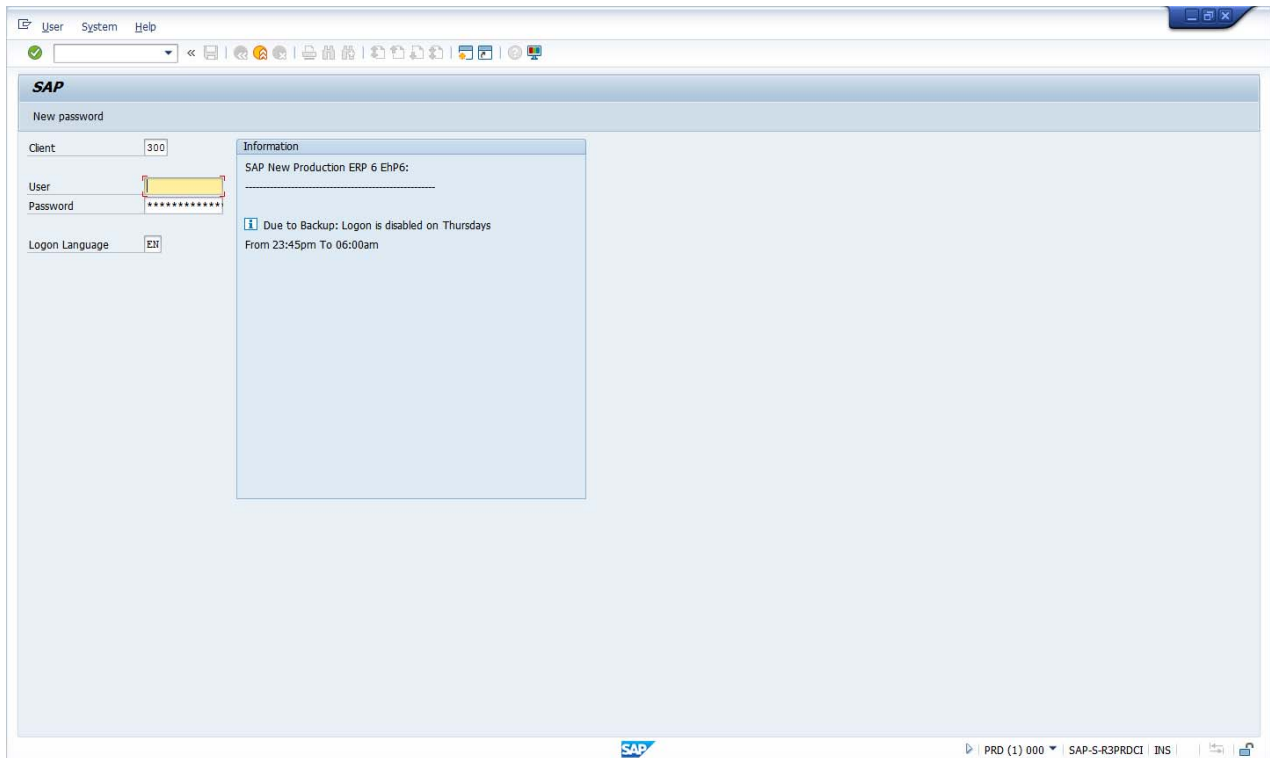 User System Help
SAP
New password
Client 300
User
Password ************
Logon Language EN
Information
SAP New Production ERP 6 EhP6:
------------------------------------------------------
Due to Backup: Logon is disabled on Thursdays
From 23:45pm To 06:00am
SAP
PRD (1) 000 SAP-S-R3PRDCI INS